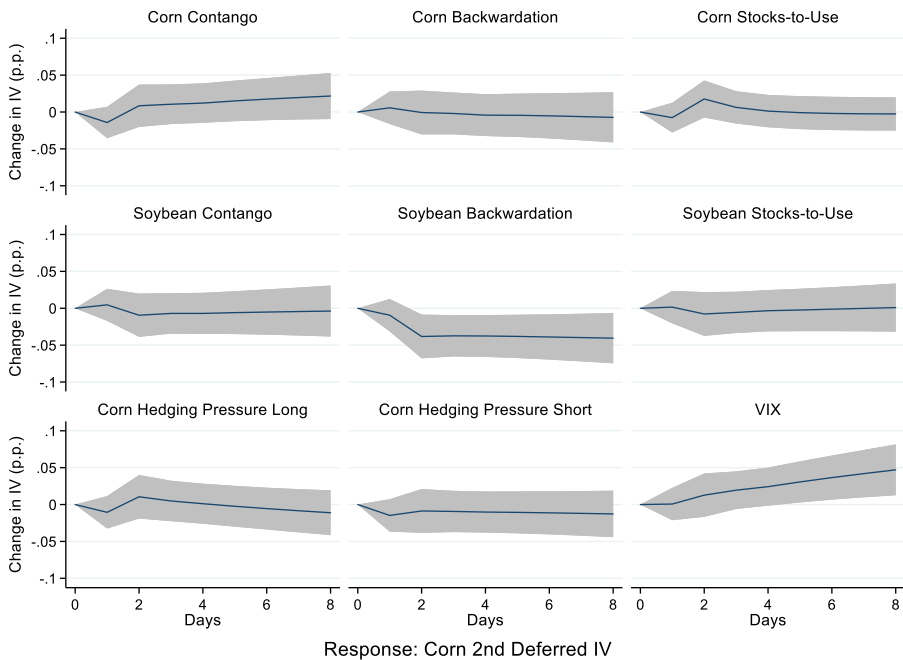 Corn Contango
Corn Backwardation
Corn Stocks-to-Use
Change in IV (p.p.)
.1
.05
0
-.05
-.1
Soybean Contango
Soybean Backwardation
Soybean Stocks-to-Use
Change in IV (p.p.)
.1
.05
0
-.05
-.1
Corn Hedging Pressure Long
Corn Hedging Pressure Short
VIX
Change in IV (p.p.)
.1
.05
0
-.05
-.1
0 2 4 6 8
0 2 4 6 8
0 2 4 6 8
Days
Days
Days
Response: Corn 2nd Deferred IV